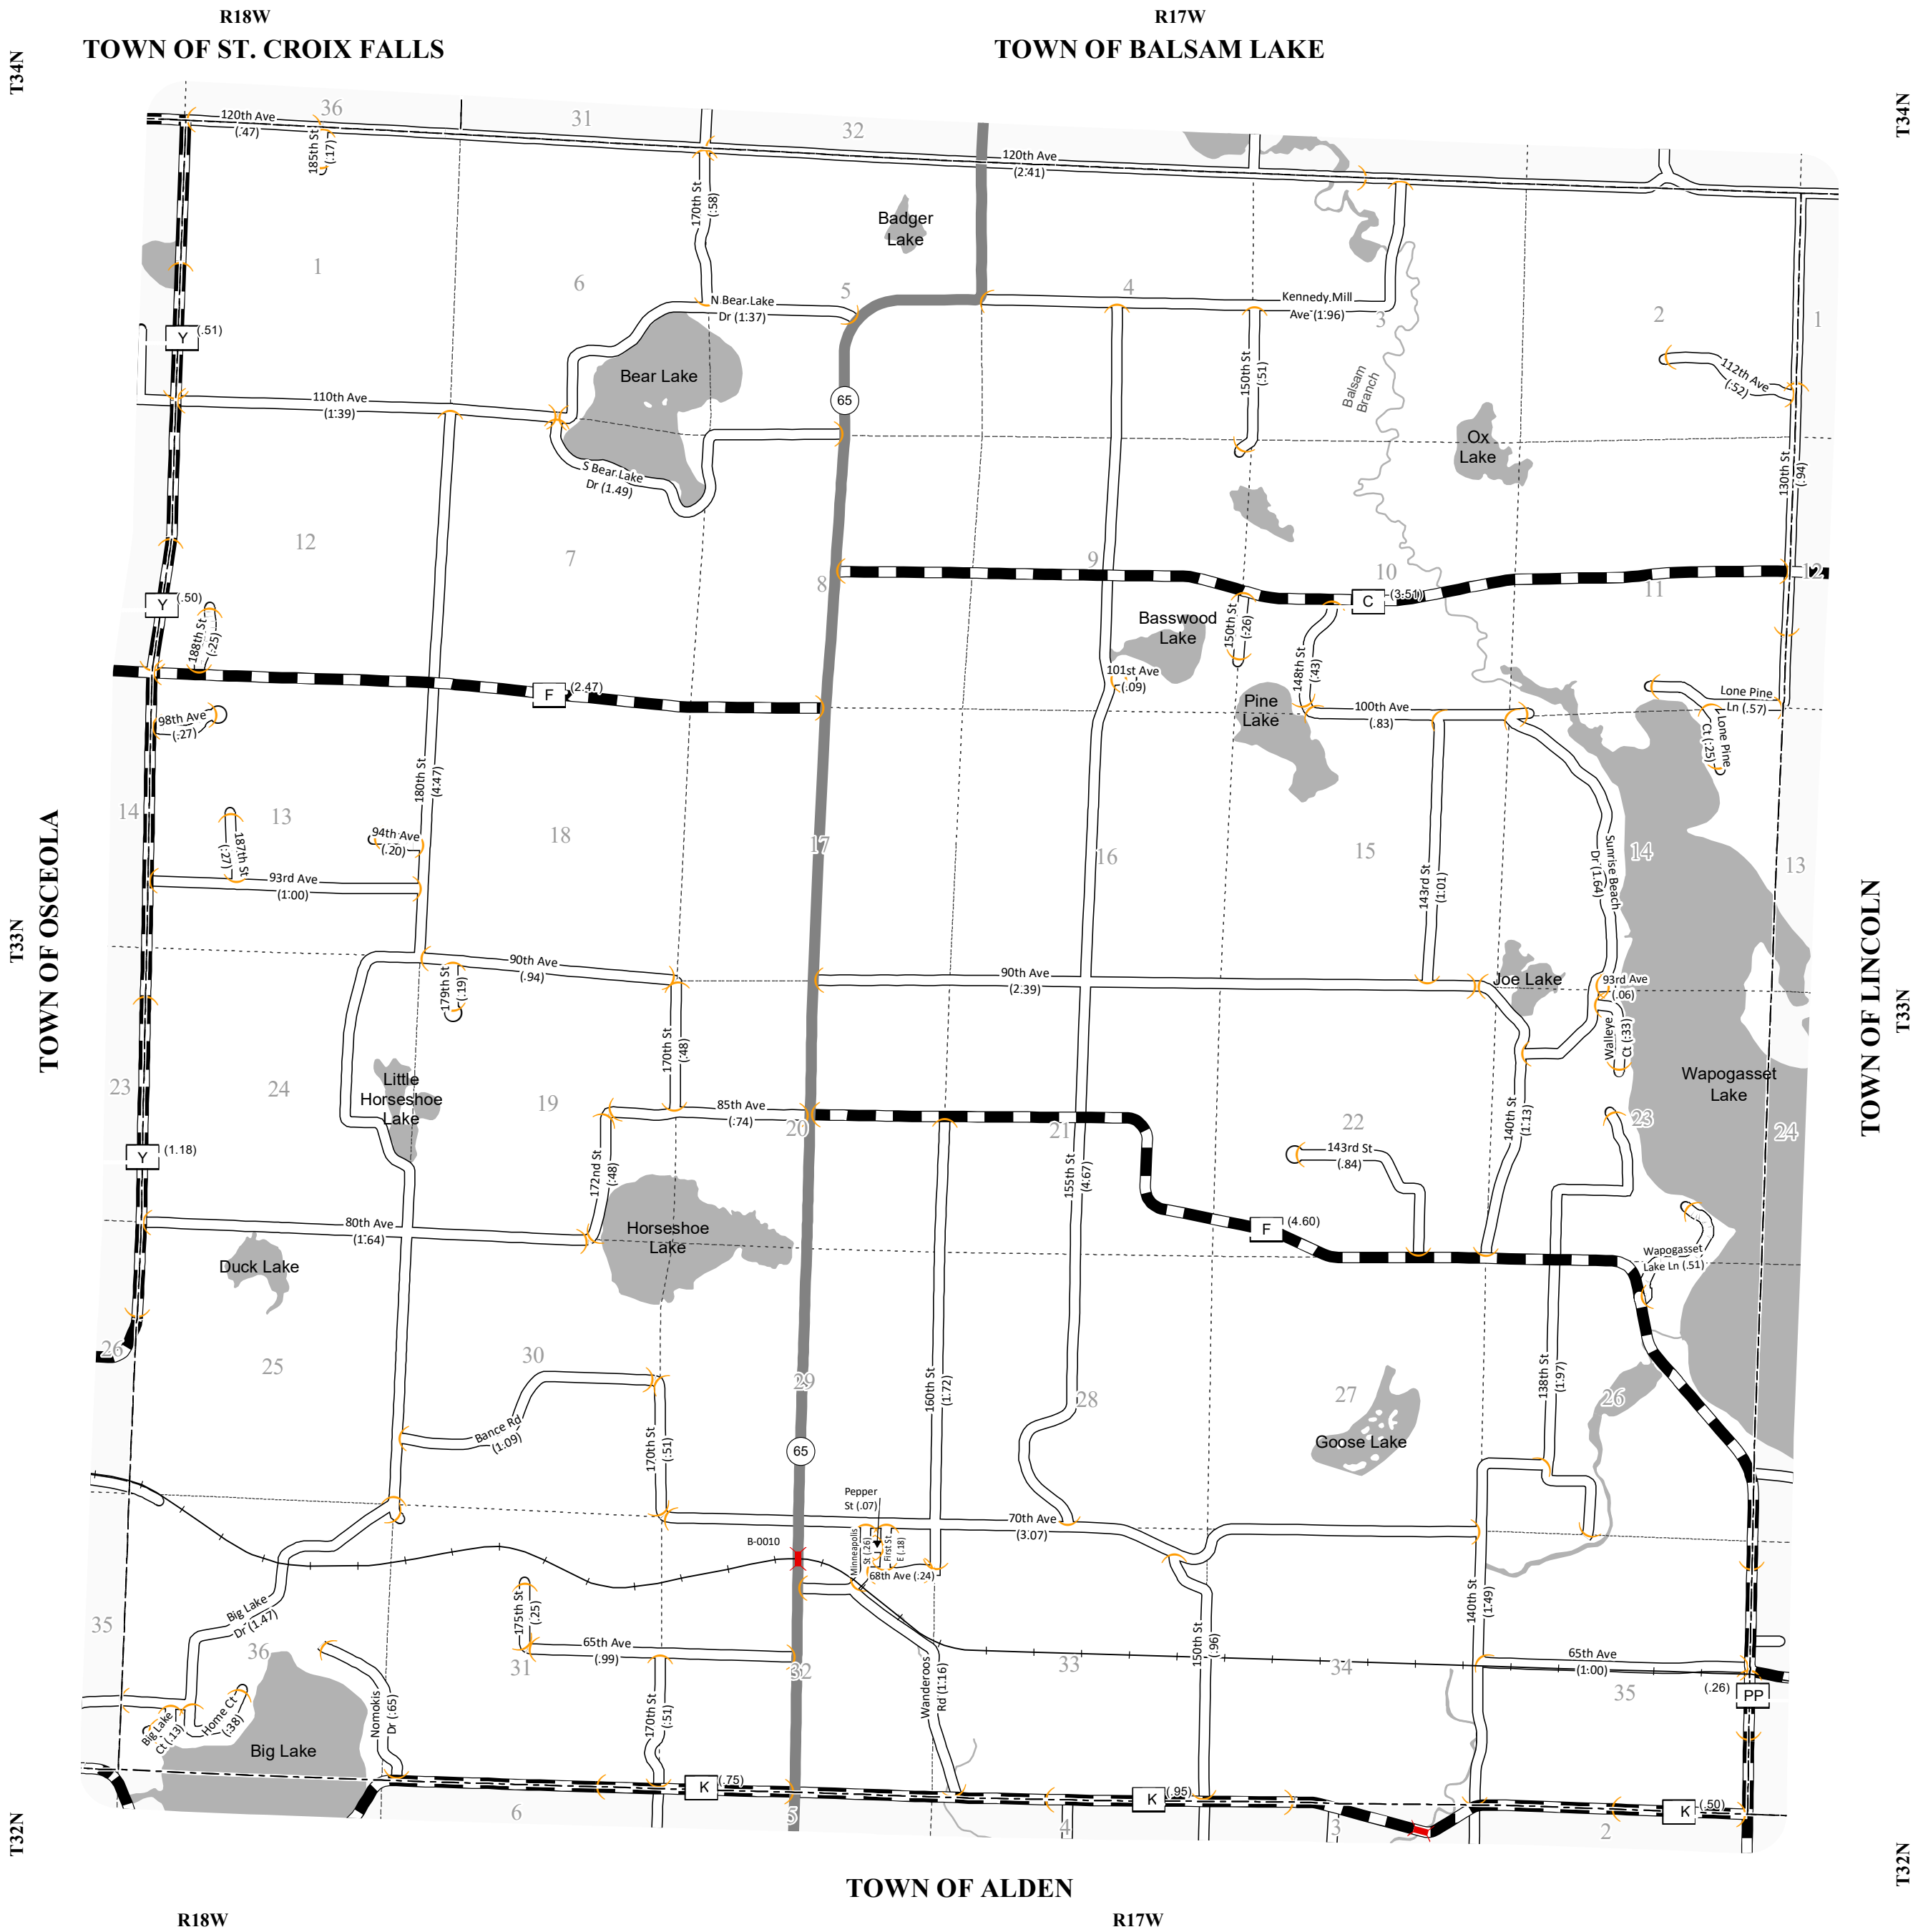 R18W
R17W
TOWN OF ST. CROIX FALLS
TOWN OF BALSAM LAKE
T34N
T34N
36
31
32
120th Ave
(.47)
185th St
(.17)
120th Ave
(2.41)
170th St
(.58)
Badger
Lake
1
6
5
4
3
2
1
N Bear Lake
Dr (1.37)
Kennedy Mill
Ave (1.96)
Y
(.51)
Bear Lake
65
150th St
(.51)
Balsam
Branch
112th Ave
(.52)
110th Ave
(1.39)
S Bear Lake
Dr (1.49)
Ox
Lake
130th St
(.94)
12
7
8
9
10
11
12
C
(3.51)
Y
(.50)
188th St
(.25)
Basswood
Lake
150th St
(.26)
148th St
(.43)
101st Ave
(.09)
F
(2.47)
98th Ave
(.27)
Pine
Lake
100th Ave
(.83)
Lone Pine
Ln (.57)
Lone Pine
Ct (.25)
180th St
(4.47)
14
13
18
17
16
15
14
13
187th St
(.27)
94th Ave
(.20)
93rd Ave
(1.00)
143rd St
(1.01)
Sunrise Beach
Dr (1.64)
TOWN OF OSCEOLA
T33N
TOWN OF LINCOLN
T33N
90th Ave
(.94)
179th St
(.19)
90th Ave
(2.39)
Joe Lake
93rd Ave
(.06)
Walleye
Ct (.33)
170th St
(.48)
Wapogasset
Lake
Little
Horseshoe
Lake
23
24
19
20
21
22
23
24
85th Ave
(.74)
140th St
(1.13)
143rd St
(.84)
Y
(1.18)
172nd St
(.48)
155th St
(4.67)
80th Ave
(1.64)
Horseshoe
Lake
F
(4.60)
Duck Lake
Wapogasset
Lake Ln (.51)
26
25
30
29
28
27
26
160th St
(1.72)
138th St
(1.97)
Bance Rd
(1.09)
170th St
(.51)
65
Goose Lake
Pepper
St (.07)
70th Ave
(3.07)
B-0010
Minneapolis
St (.26)
First St
E (.18)
68th Ave (.24)
175th St
(.25)
Big Lake
Dr (1.47)
140th St
(1.49)
65th Ave
(.99)
150th St
(.96)
65th Ave
(1.00)
35
36
31
32
33
34
35
(.26)
PP
Wanderoos
Rd (1.16)
Nomokis
Dr (.65)
170th St
(.51)
Home Ct
(.38)
Big Lake
Ct (.13)
Big Lake
K
(.75)
K
(.95)
K
(.50)
6
5
4
3
2
T32N
T32N
TOWN OF ALDEN
R18W
R17W